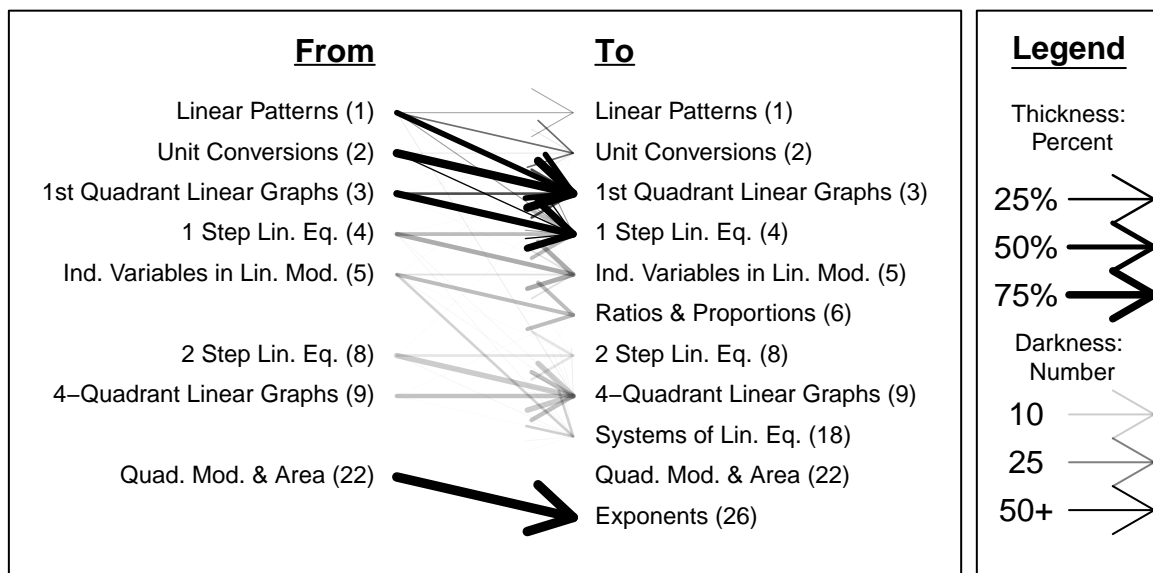 From
To
Linear Patterns (1)
Unit Conversions (2)
1st Quadrant Linear Graphs (3)
1 Step Lin. Eq. (4)
Ind. Variables in Lin. Mod. (5)
2 Step Lin. Eq. (8)
4−Quadrant Linear Graphs (9)
Quad. Mod. & Area (22)
Linear Patterns (1)
Unit Conversions (2)
1st Quadrant Linear Graphs (3)
1 Step Lin. Eq. (4)
Ind. Variables in Lin. Mod. (5)
Ratios & Proportions (6)
2 Step Lin. Eq. (8)
4−Quadrant Linear Graphs (9)
Systems of Lin. Eq. (18)
Quad. Mod. & Area (22)
Exponents (26)
Legend
Thickness:
Percent
25%
50%
75%
Darkness:
Number
10
25
50+